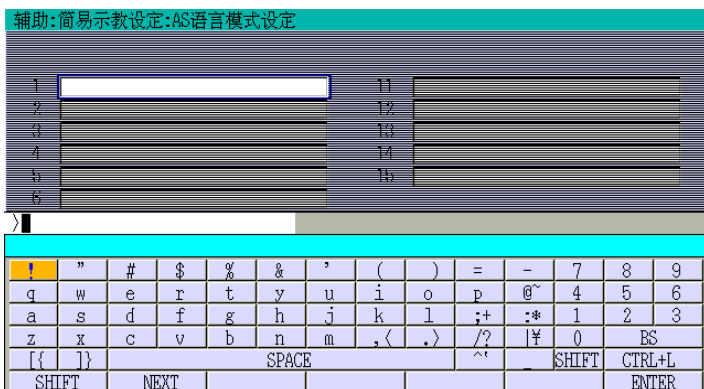 辅助:简易示教设定:AS语言模式设定
1 11
2 12
3 13
4 14
5 15
6
>
! " # $ % & ' ( ) = - 7 8 9
q w e r t y u i o p @~ 4 5 6
a s d f g h j k l ;+ :* 1 2 3
z x c v b n m ,< .> /? |¥ 0 BS
[{ ]} SPACE ^` _ SHIFT CTRL+L
SHIFT NEXT ENTER